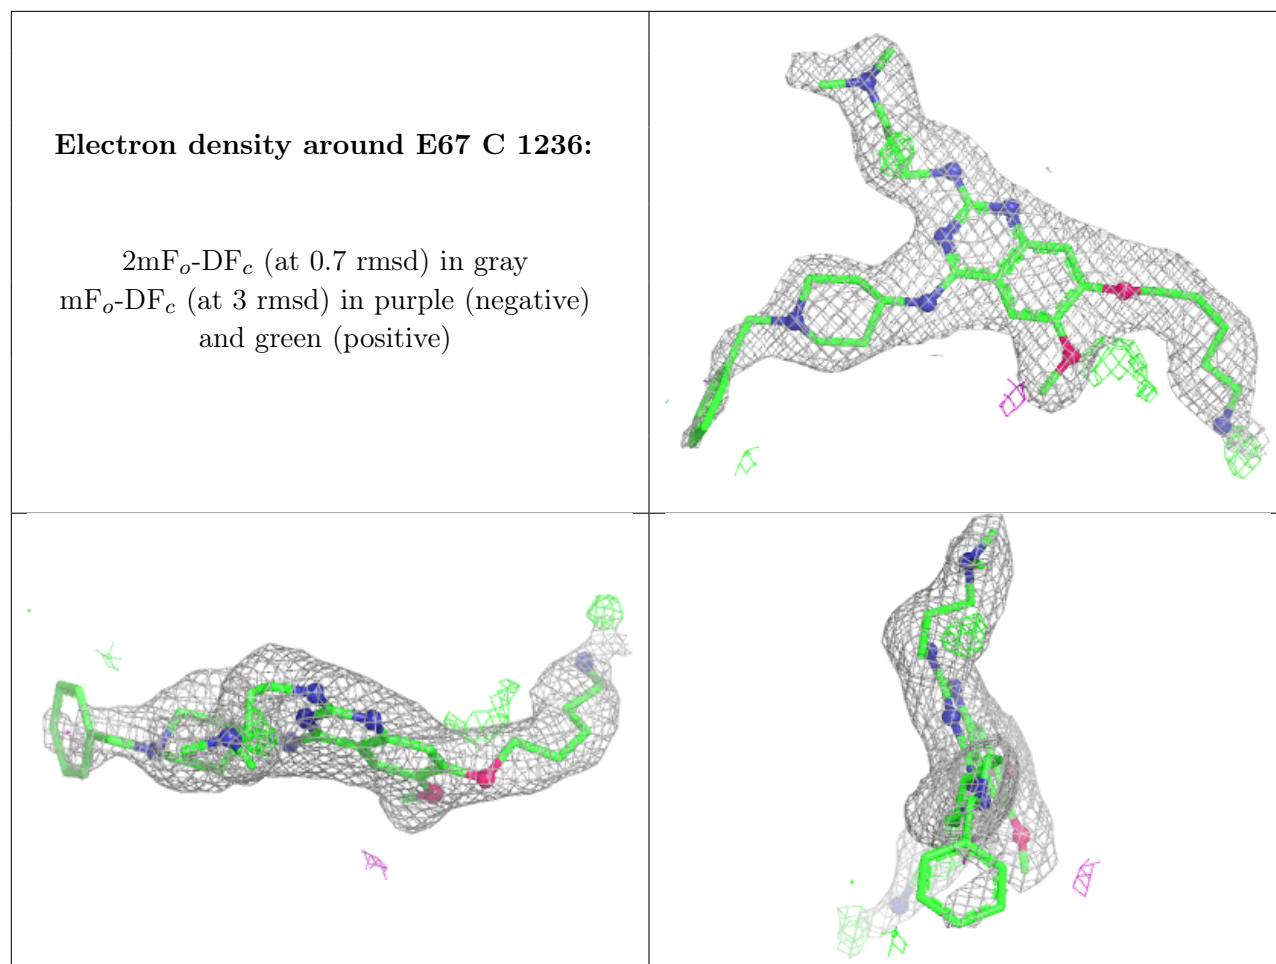 Electron density around E67 C 1236:
2mFo-DFc (at 0.7 rmsd) in gray
mFo-DFc (at 3 rmsd) in purple (negative)
and green (positive)